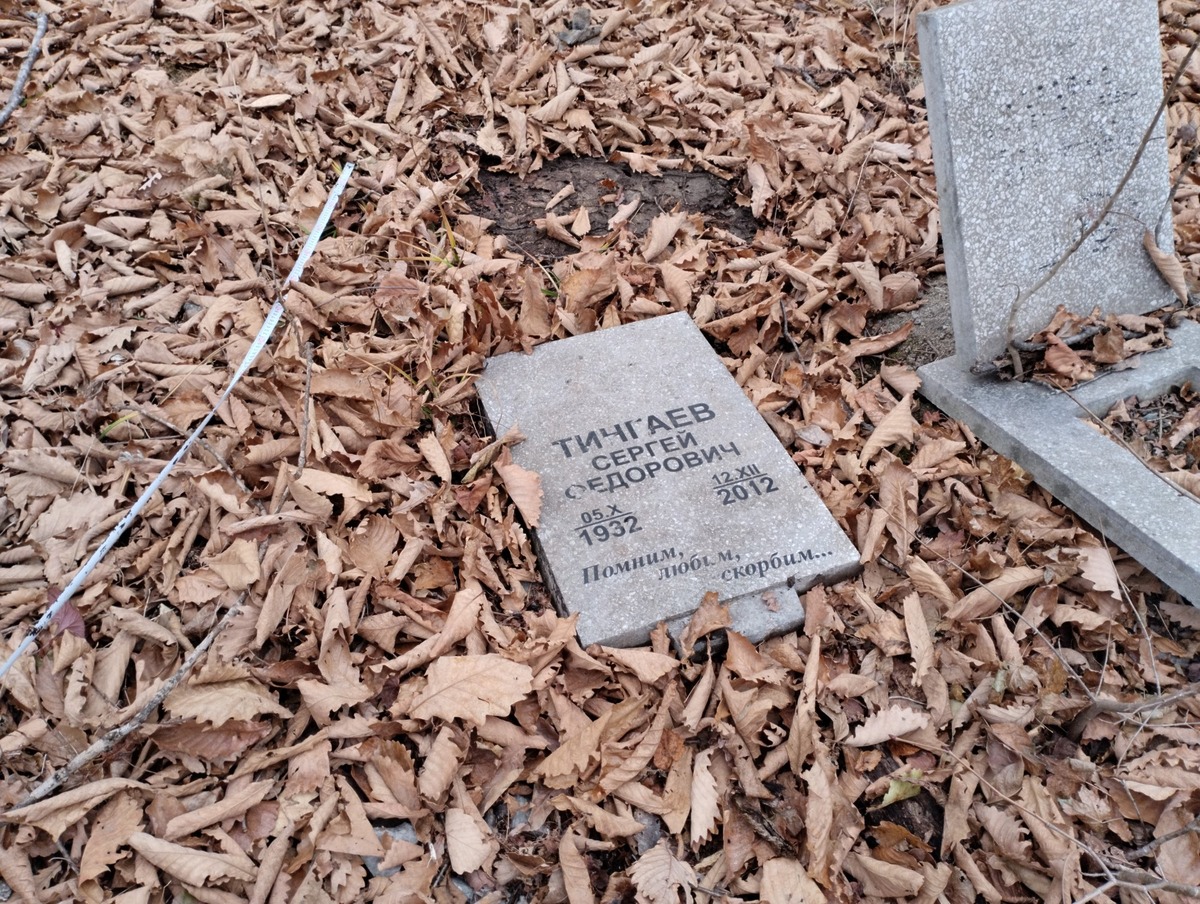 ТИЧГАЕВ
СЕРГЕЙ
ФЕДОРОВИЧ
05.X
1932
12.XII
2012
Помним,
любим,
скорбим...